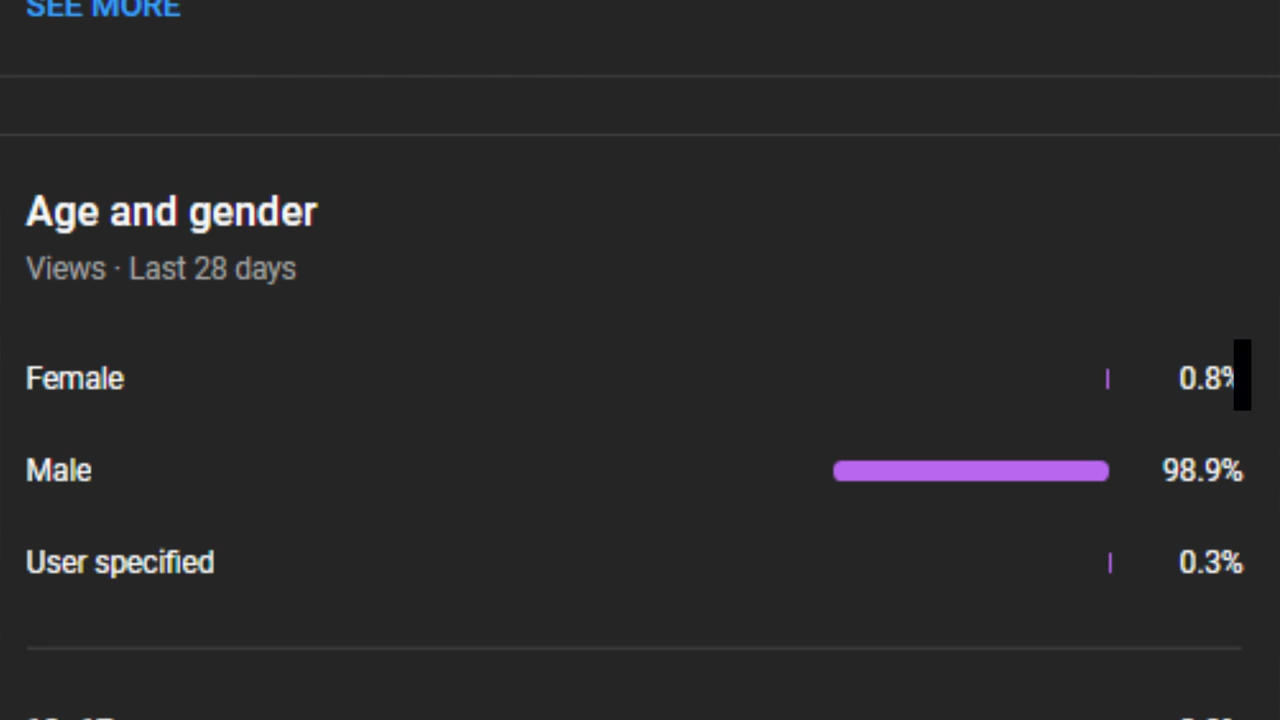 SEE MORE
Age and gender
Views · Last 28 days
Female 0.8%
Male 98.9%
User specified 0.3%